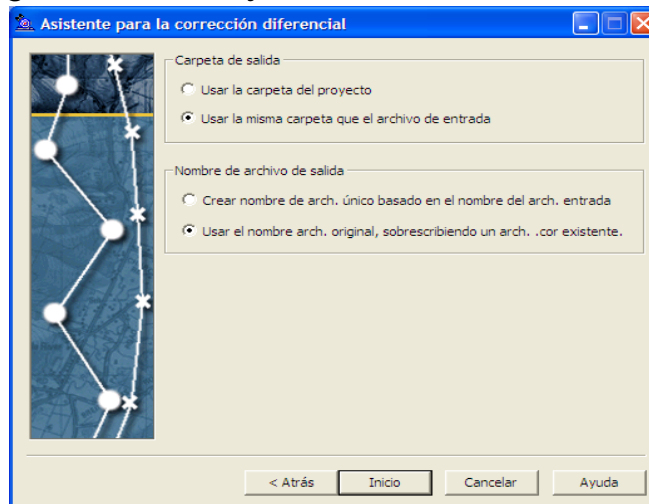 Asistente para la corrección diferencial
Carpeta de salida
Usar la carpeta del proyecto
Usar la misma carpeta que el archivo de entrada
Nombre de archivo de salida
Crear nombre de arch. único basado en el nombre del arch. entrada
Usar el nombre arch. original, sobrescribiendo un arch. .cor existente.
< Atrás Inicio Cancelar Ayuda